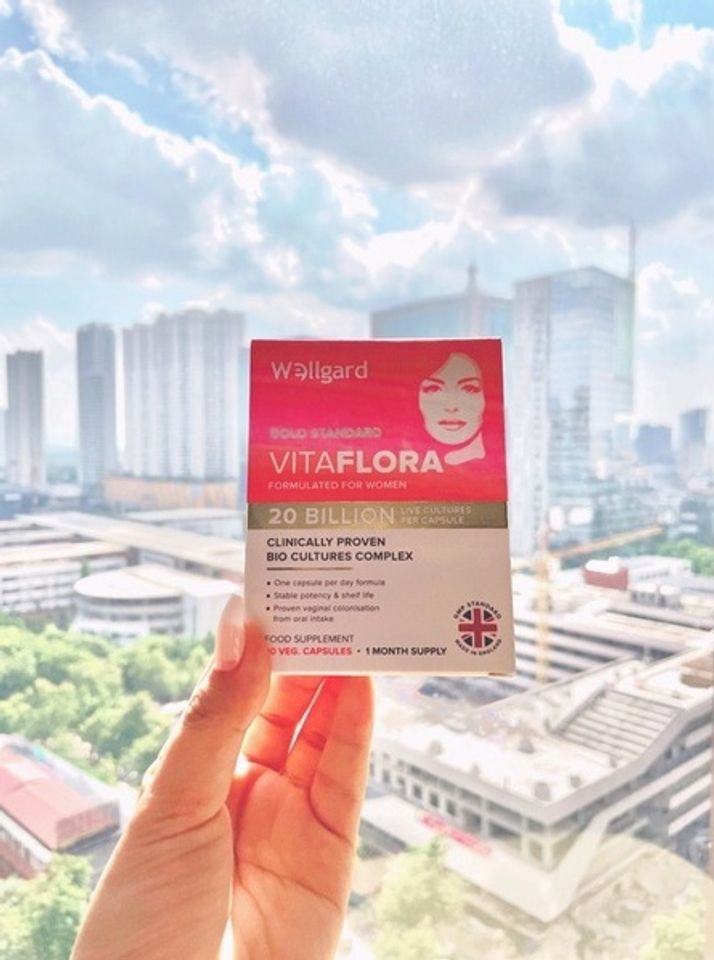 Wellgard
GOLD STANDARD
VITAFLORA
FORMULATED FOR WOMEN
20 BILLION LIVE CULTURES
PER CAPSULE
CLINICALLY PROVEN
BIO CULTURES COMPLEX
• One capsule per day formula
• Stable potency & shelf life
• Proven vaginal colonisation
from oral intake
FOOD SUPPLEMENT
0 VEG. CAPSULES • 1 MONTH SUPPLY
GMP STANDARD
MADE IN ENGLAND